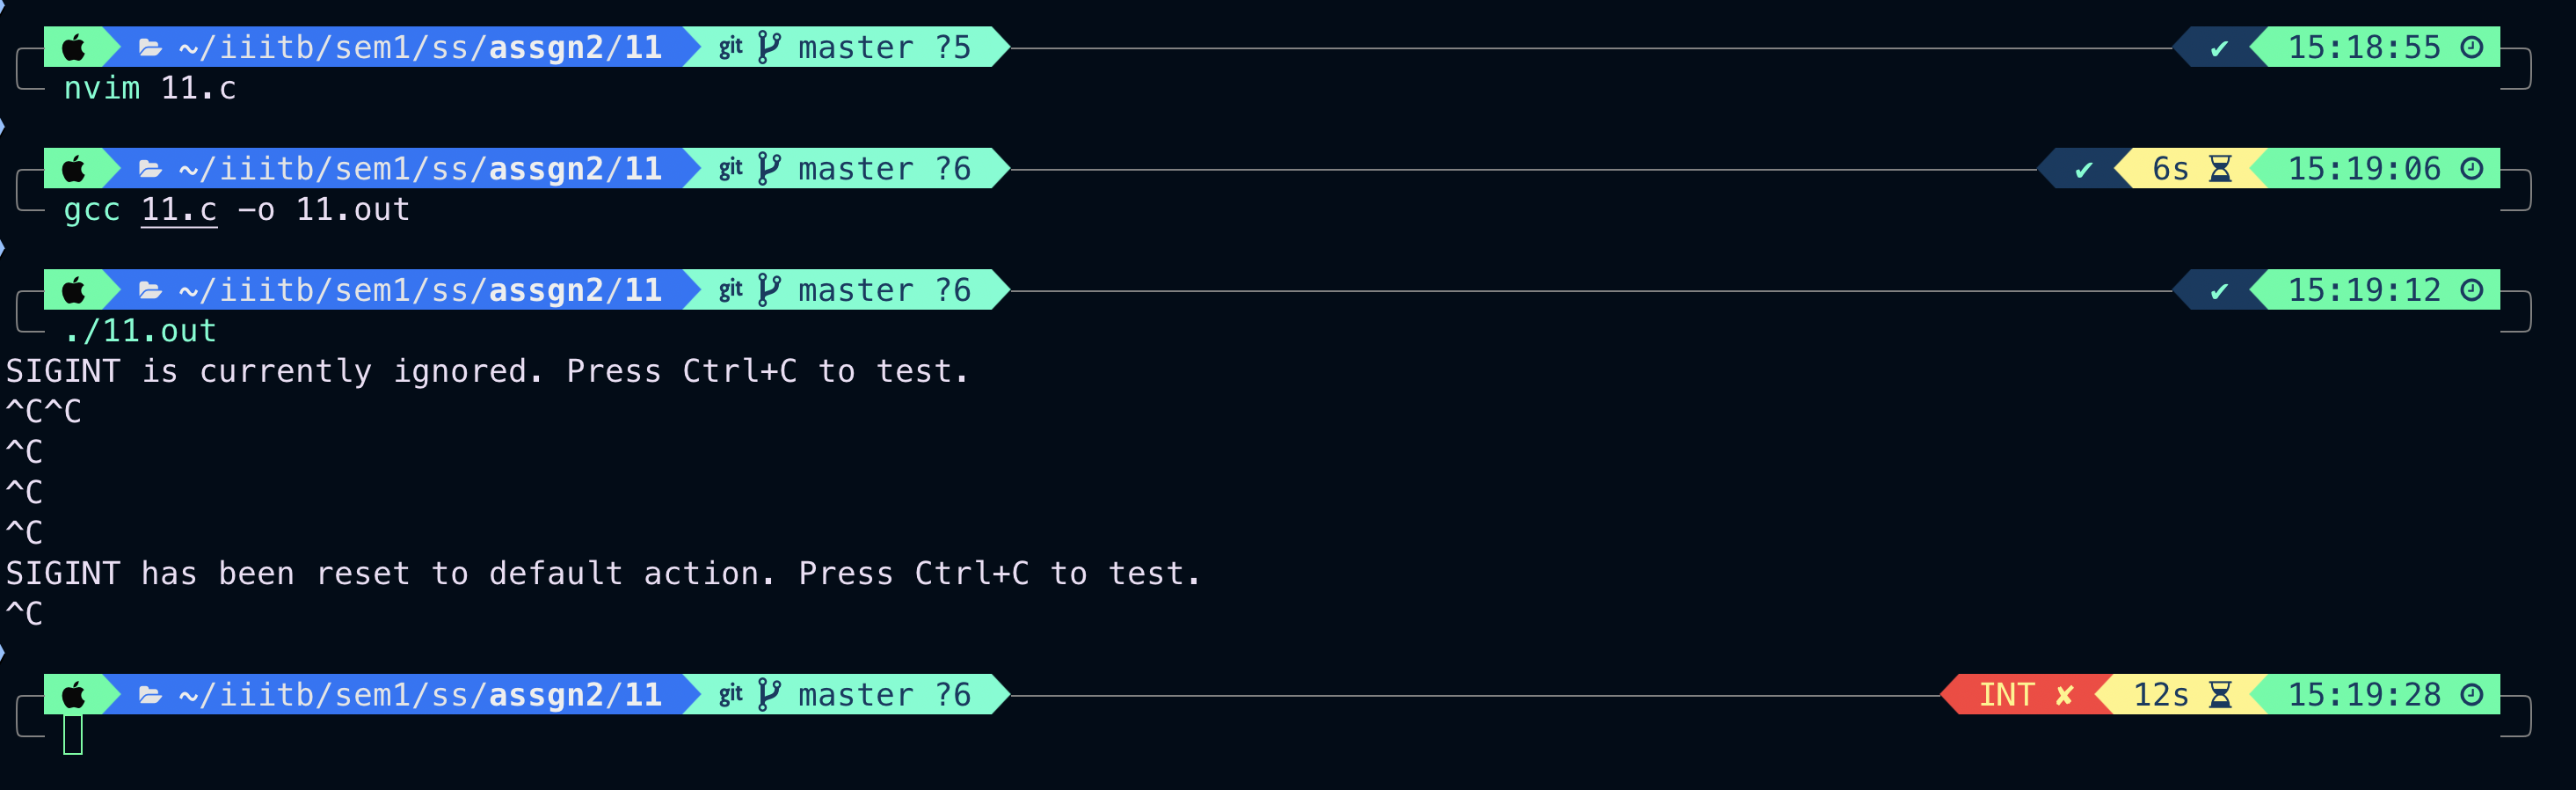 ~/iiitb/sem1/ss/assgn2/11 git master ?5 ✔ 15:18:55
nvim 11.c
~/iiitb/sem1/ss/assgn2/11 git master ?6 ✔ 6s 15:19:06
gcc 11.c -o 11.out
~/iiitb/sem1/ss/assgn2/11 git master ?6 ✔ 15:19:12
./11.out
SIGINT is currently ignored. Press Ctrl+C to test.
^C^C
^C
^C
^C
SIGINT has been reset to default action. Press Ctrl+C to test.
^C
~/iiitb/sem1/ss/assgn2/11 git master ?6 INT ✘ 12s 15:19:28